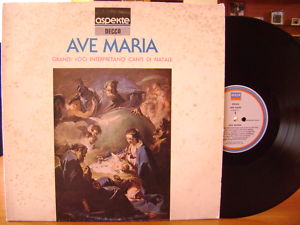 aspekte
DECCA
AVE MARIA
GRANDI VOCI INTERPRETANO CANTI DI NATALE